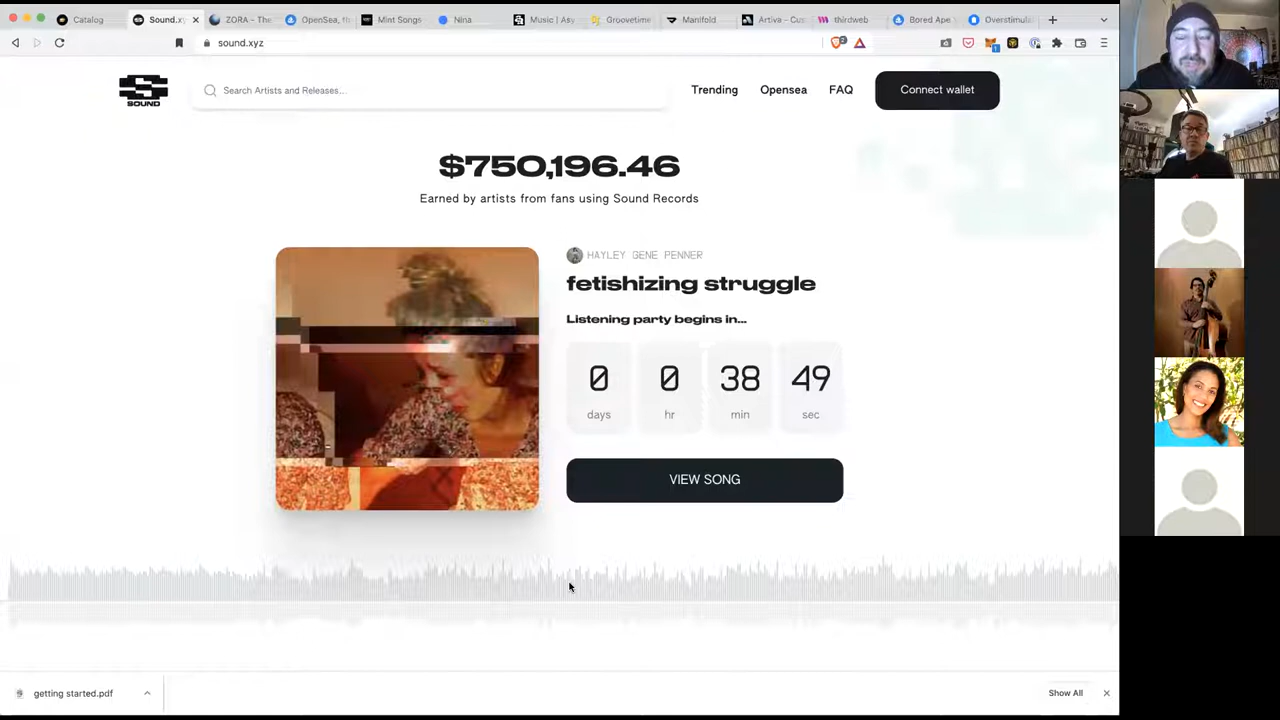 Catalog
Sound.xy
ZORA - The
OpenSea, th
Mint Songs
Nina
Music | Asy
Groovetime
Manifold
Artiva - Cus
thirdweb
Bored Ape
Overstimula
sound.xyz
SOUND
Search Artists and Releases...
Trending
Opensea
FAQ
Connect wallet
$750,196.46
Earned by artists from fans using Sound Records
HAYLEY GENE PENNER
fetishizing struggle
Listening party begins in...
0 0 38 49
days hr min sec
VIEW SONG
getting started.pdf
Show All